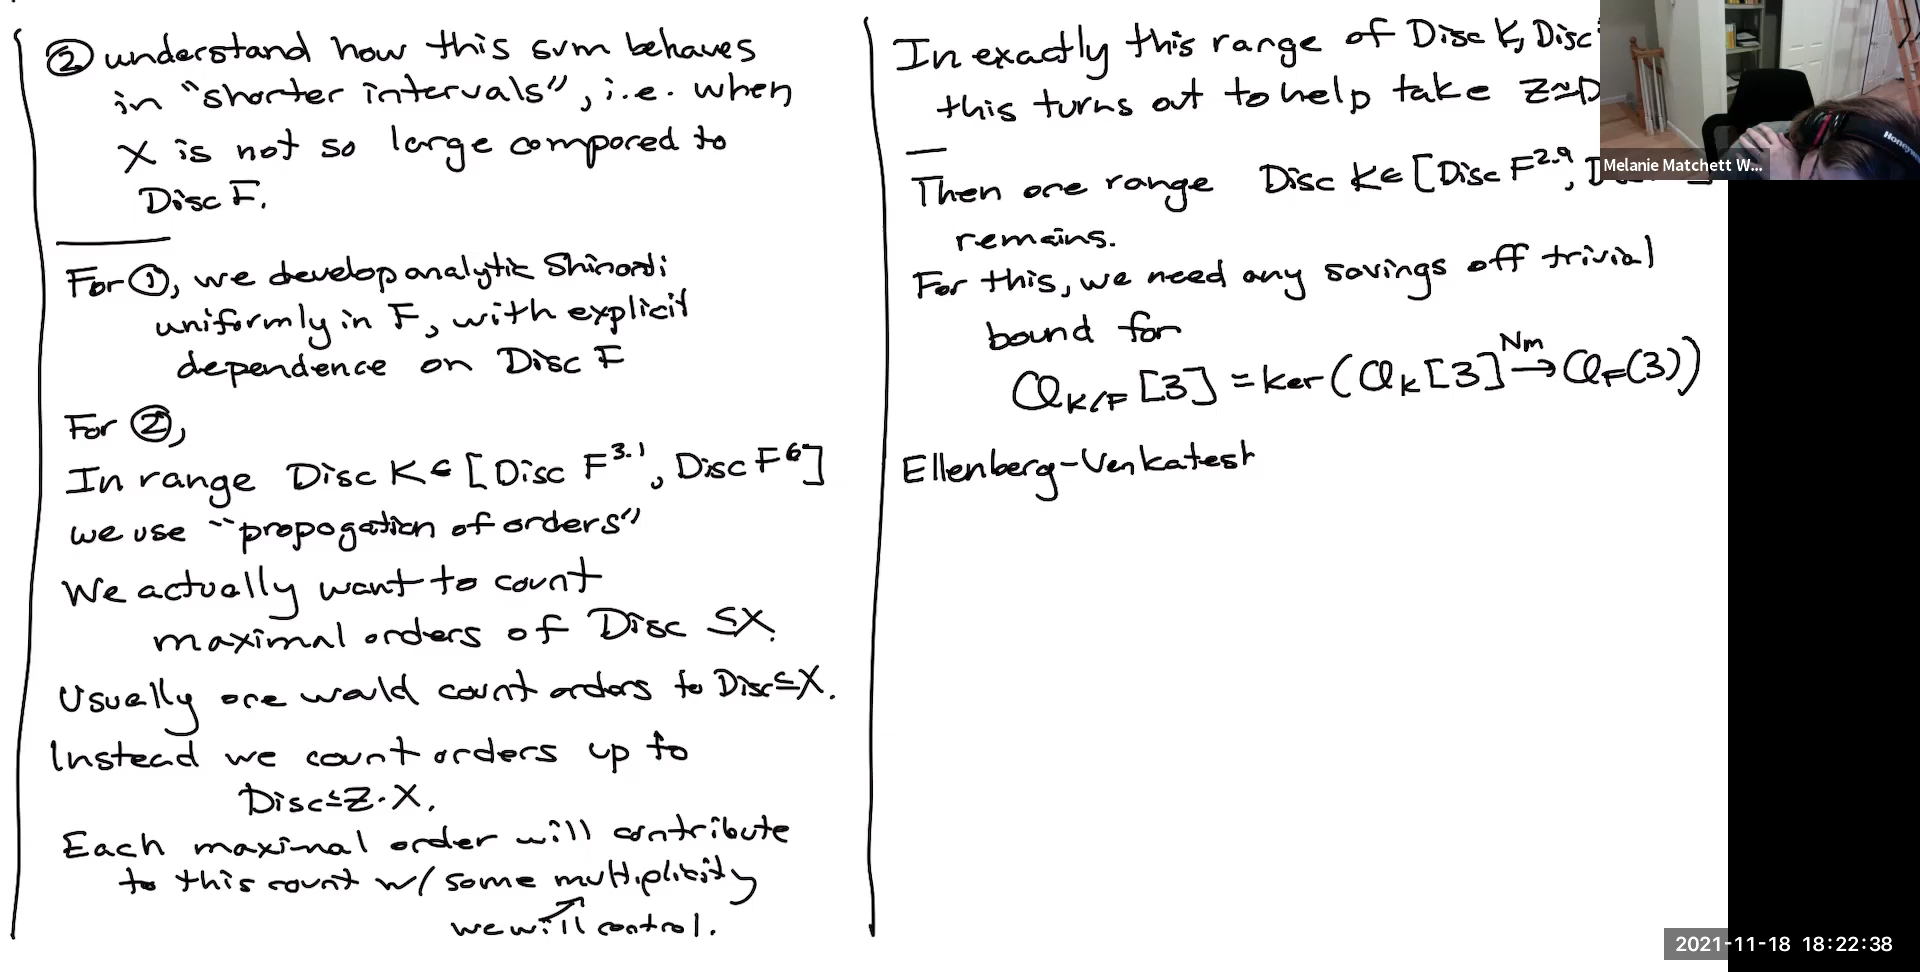 ② understand how this sum behaves
in "shorter intervals", i.e. when
X is not so large compared to
Disc F.
For ①, we develop analytic Shintani
uniformly in F, with explicit
dependence on Disc F
For ②,
In range Disc K ∈ [Disc F^3.1, Disc F^6]
we use "propogation of orders"
We actually want to count
maximal orders of Disc ≤X.
Usually one would count orders to Disc≤X.
Instead we count orders up to
Disc≤Z·X.
Each maximal order will contribute
to this count w/ some multiplicity
we will control.
In exactly this range of Disc K, Disc
this turns out to help take Z≈D
Then one range Disc K∈[Disc F^2.9,
remains.
For this, we need any savings off trivial
bound for
Cl_K/F [3] = ker(Cl_K[3] Nm→ Cl_F(3))
Ellenberg-Venkatesh
Melanie Matchett W...
Honeywe
2021-11-18 18:22:38